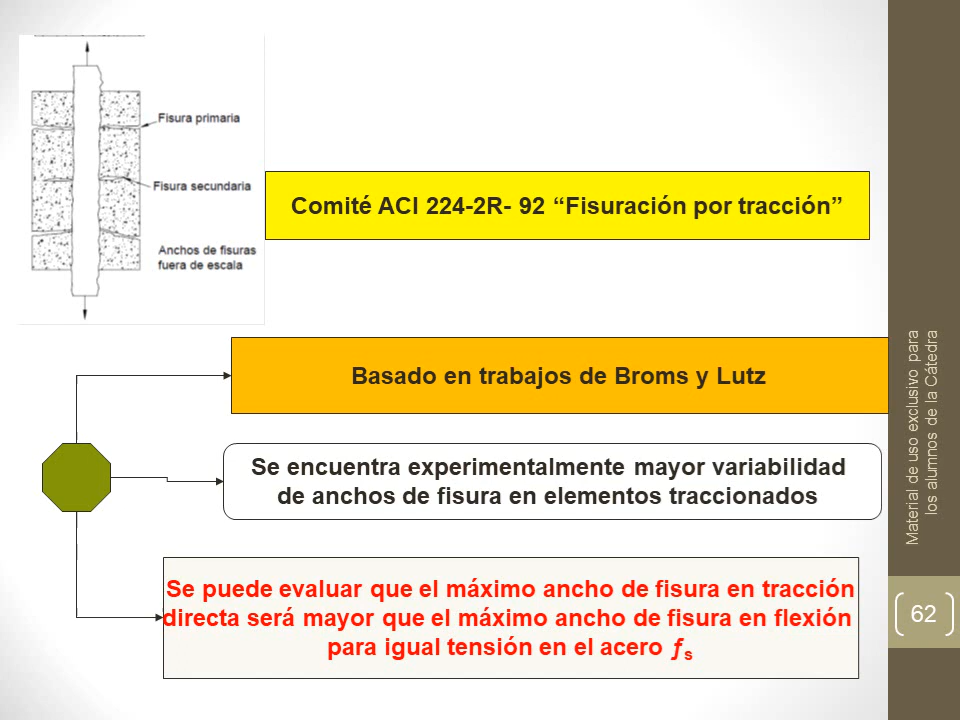 Fisura primaria
Fisura secundaria
Anchos de fisuras
fuera de escala
Comité ACI 224-2R- 92 “Fisuración por tracción”
Basado en trabajos de Broms y Lutz
Se encuentra experimentalmente mayor variabilidad
de anchos de fisura en elementos traccionados
Se puede evaluar que el máximo ancho de fisura en tracción
directa será mayor que el máximo ancho de fisura en flexión
para igual tensión en el acero ƒs
Material de uso exclusivo para
los alumnos de la Cátedra
62